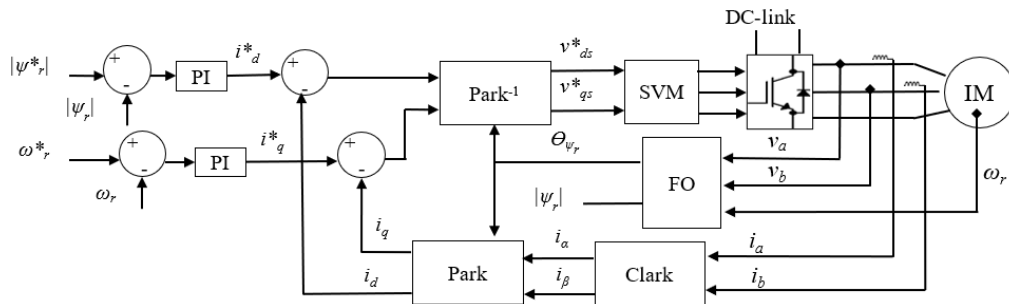 DC-link
|ψ*r|
PI
i*d
Park-1
v*ds
v*qs
SVM
IM
|ψr|
ω*r
PI
i*q
ωr
Θψr
FO
va
vb
ωr
|ψr|
iq
id
Park
iα
iβ
Clark
ia
ib
+
-
-
+
-
+
-
+
-